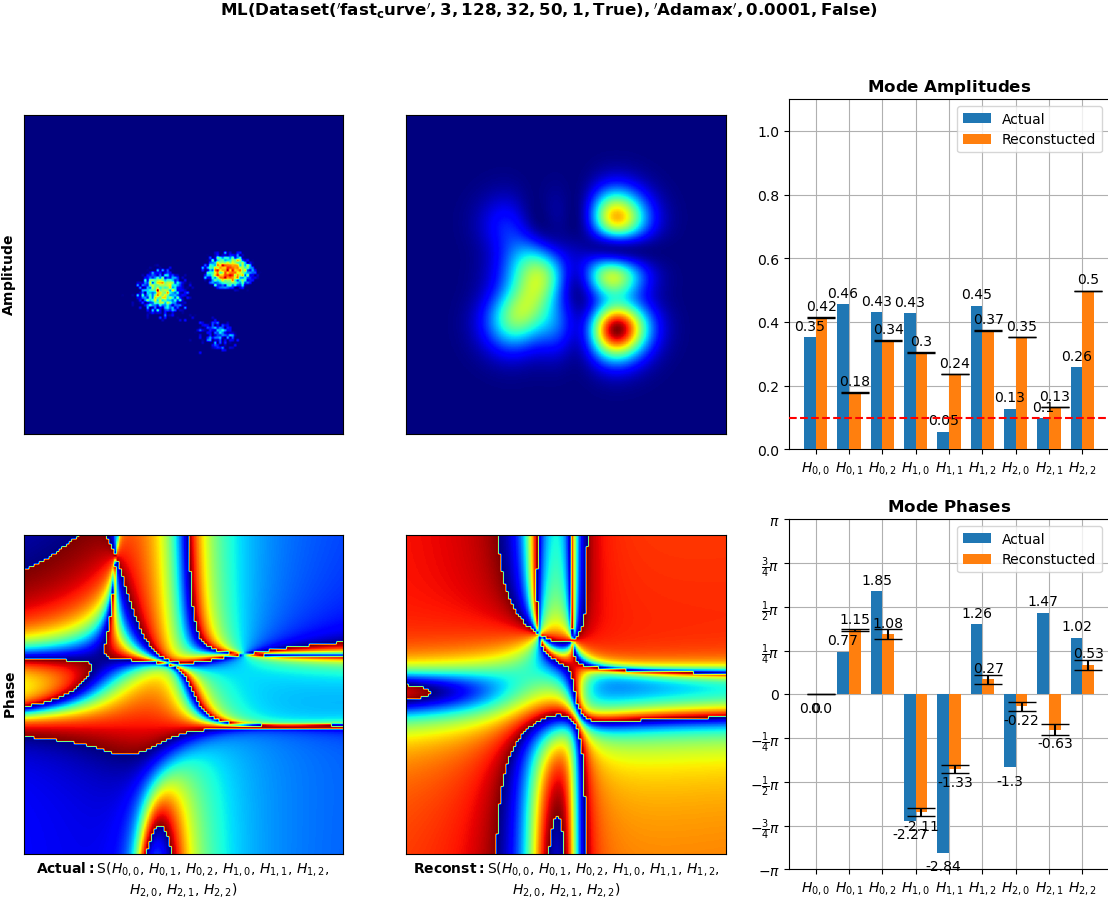 ML(Dataset('fast_curve', 3, 128, 32, 50, 1, True), 'Adamax', 0.0001, False)
Amplitude
Mode Amplitudes
Actual
Reconstucted
1.0
0.8
0.6
0.4
0.2
0.0
0.35
0.42
0.46
0.18
0.43
0.34
0.43
0.3
0.05
0.24
0.45
0.37
0.13
0.35
0.1
0.13
0.26
0.5
H0,0 H0,1 H0,2 H1,0 H1,1 H1,2 H2,0 H2,1 H2,2
Phase
Mode Phases
Actual
Reconstucted
π
3/4π
1/2π
1/4π
0
−1/4π
−1/2π
−3/4π
−π
0.0
0.0
0.77
1.15
1.85
1.08
-2.27
-2.11
-2.84
-1.33
1.26
0.27
-1.3
-0.22
1.47
-0.63
1.02
0.53
H0,0 H0,1 H0,2 H1,0 H1,1 H1,2 H2,0 H2,1 H2,2
Actual: S(H0,0, H0,1, H0,2, H1,0, H1,1, H1,2,
H2,0, H2,1, H2,2)
Reconst: S(H0,0, H0,1, H0,2, H1,0, H1,1, H1,2,
H2,0, H2,1, H2,2)